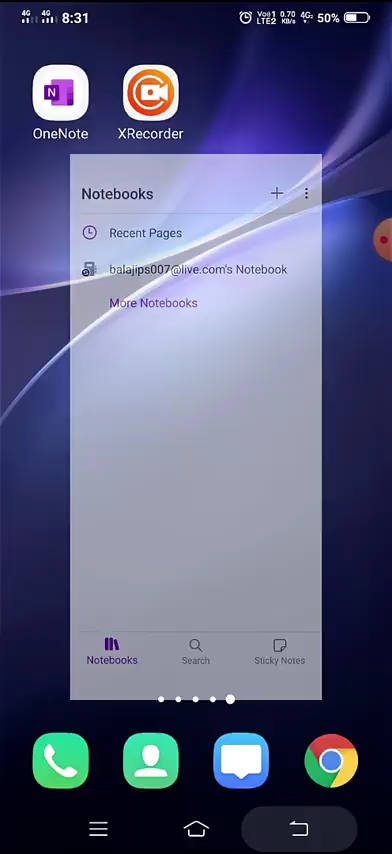 4G 4G 8:31 Vo)) 1 LTE2 0.70 KB/s 4G 50%
N
OneNote XRecorder
Notebooks
Recent Pages
balajips007@live.com's Notebook
More Notebooks
Notebooks Search Sticky Notes